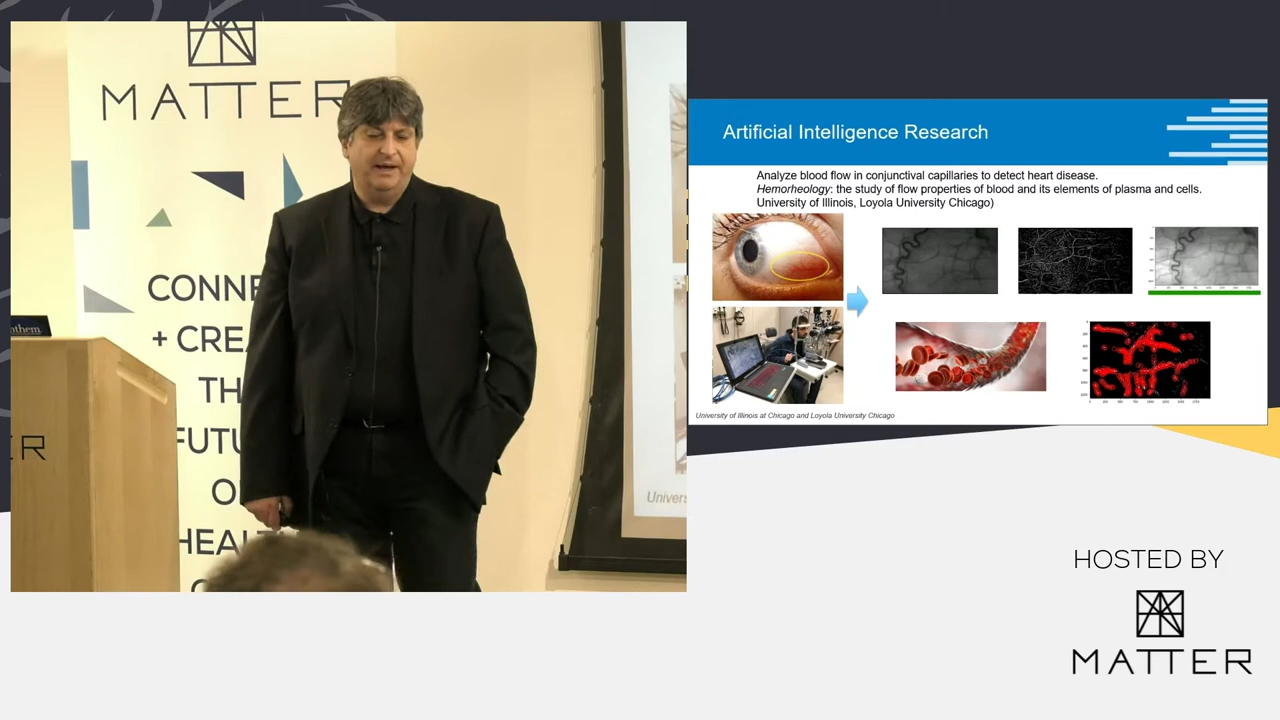 MATTER
CONNE
+ CREA
TH
FUTU
O
HEALT
R
Univers
Artificial Intelligence Research
Analyze blood flow in conjunctival capillaries to detect heart disease.
Hemorheology: the study of flow properties of blood and its elements of plasma and cells.
University of Illinois, Loyola University Chicago)
University of Illinois at Chicago and Loyola University Chicago
HOSTED BY
MATTER